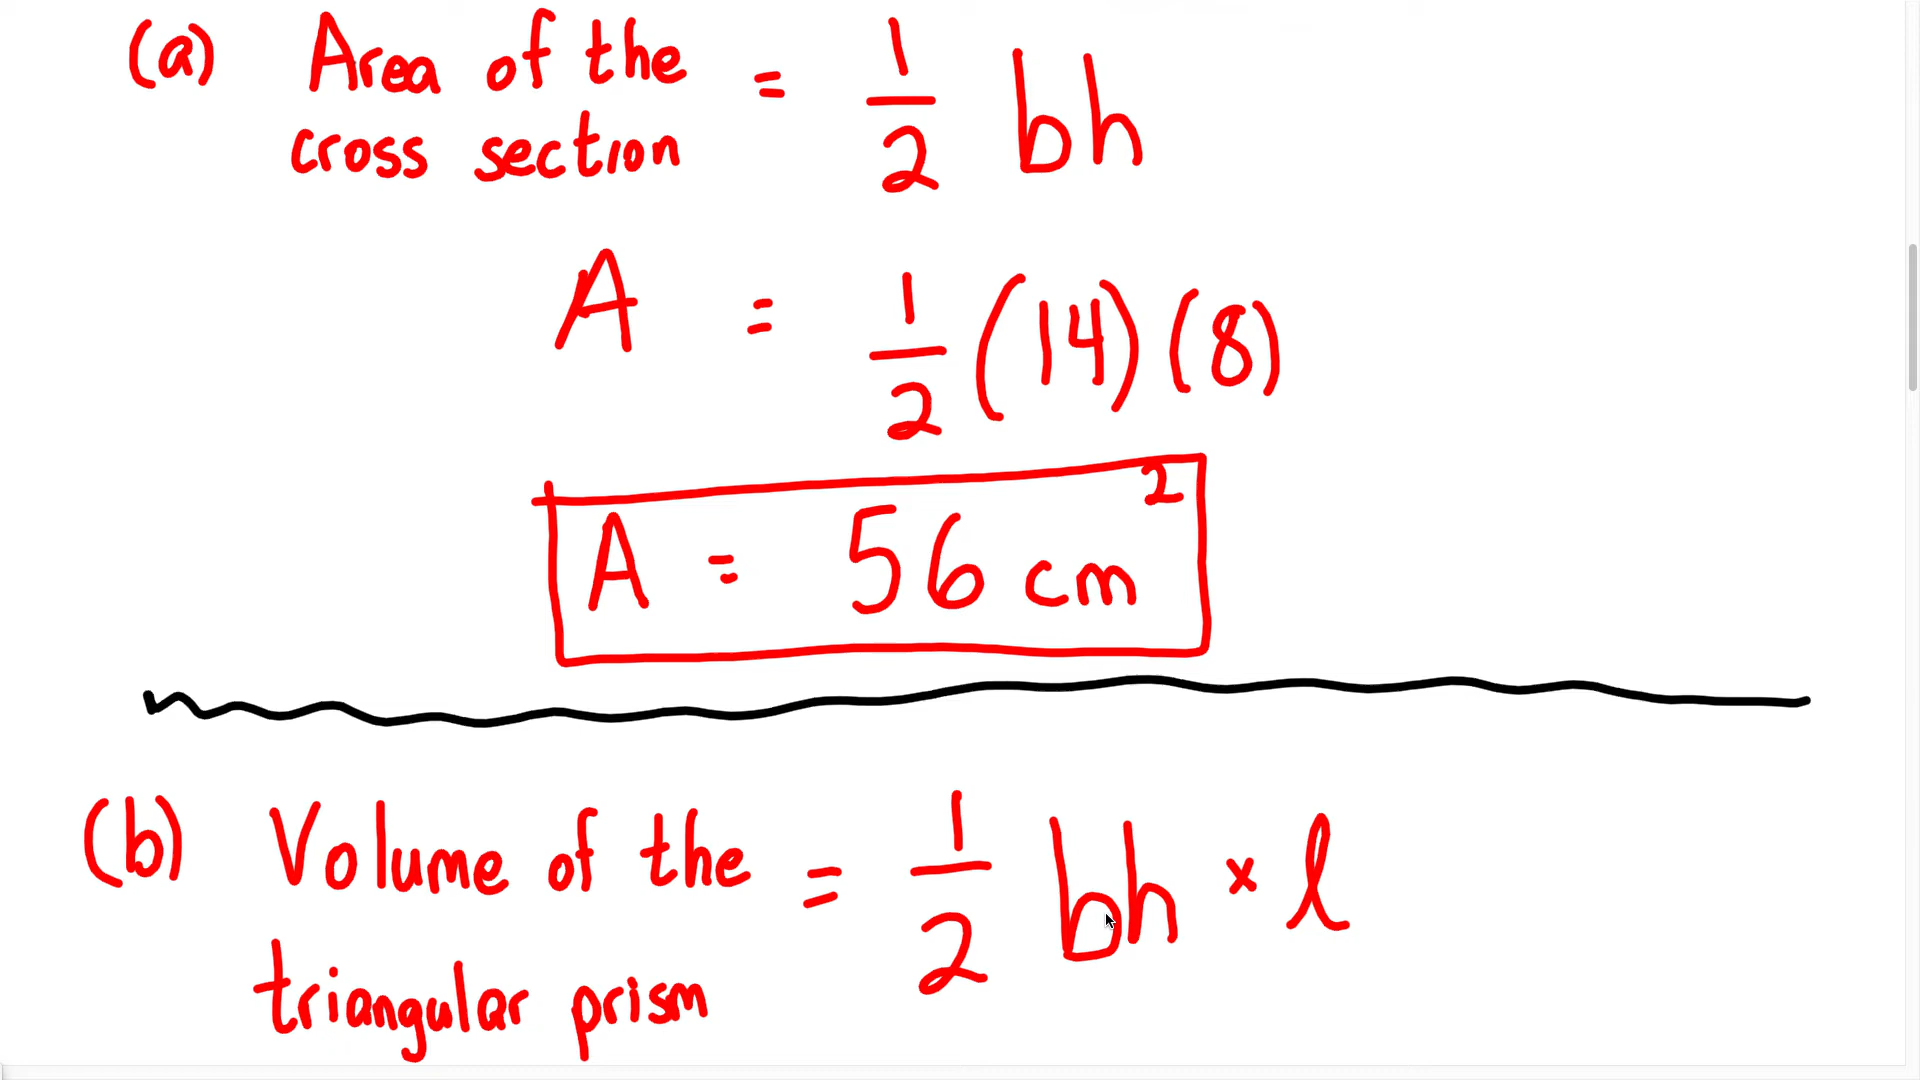 (a) Area of the cross section = 1/2 bh
A = 1/2 (14)(8)
A = 56 cm²
(b) Volume of the triangular prism = 1/2 bh × l